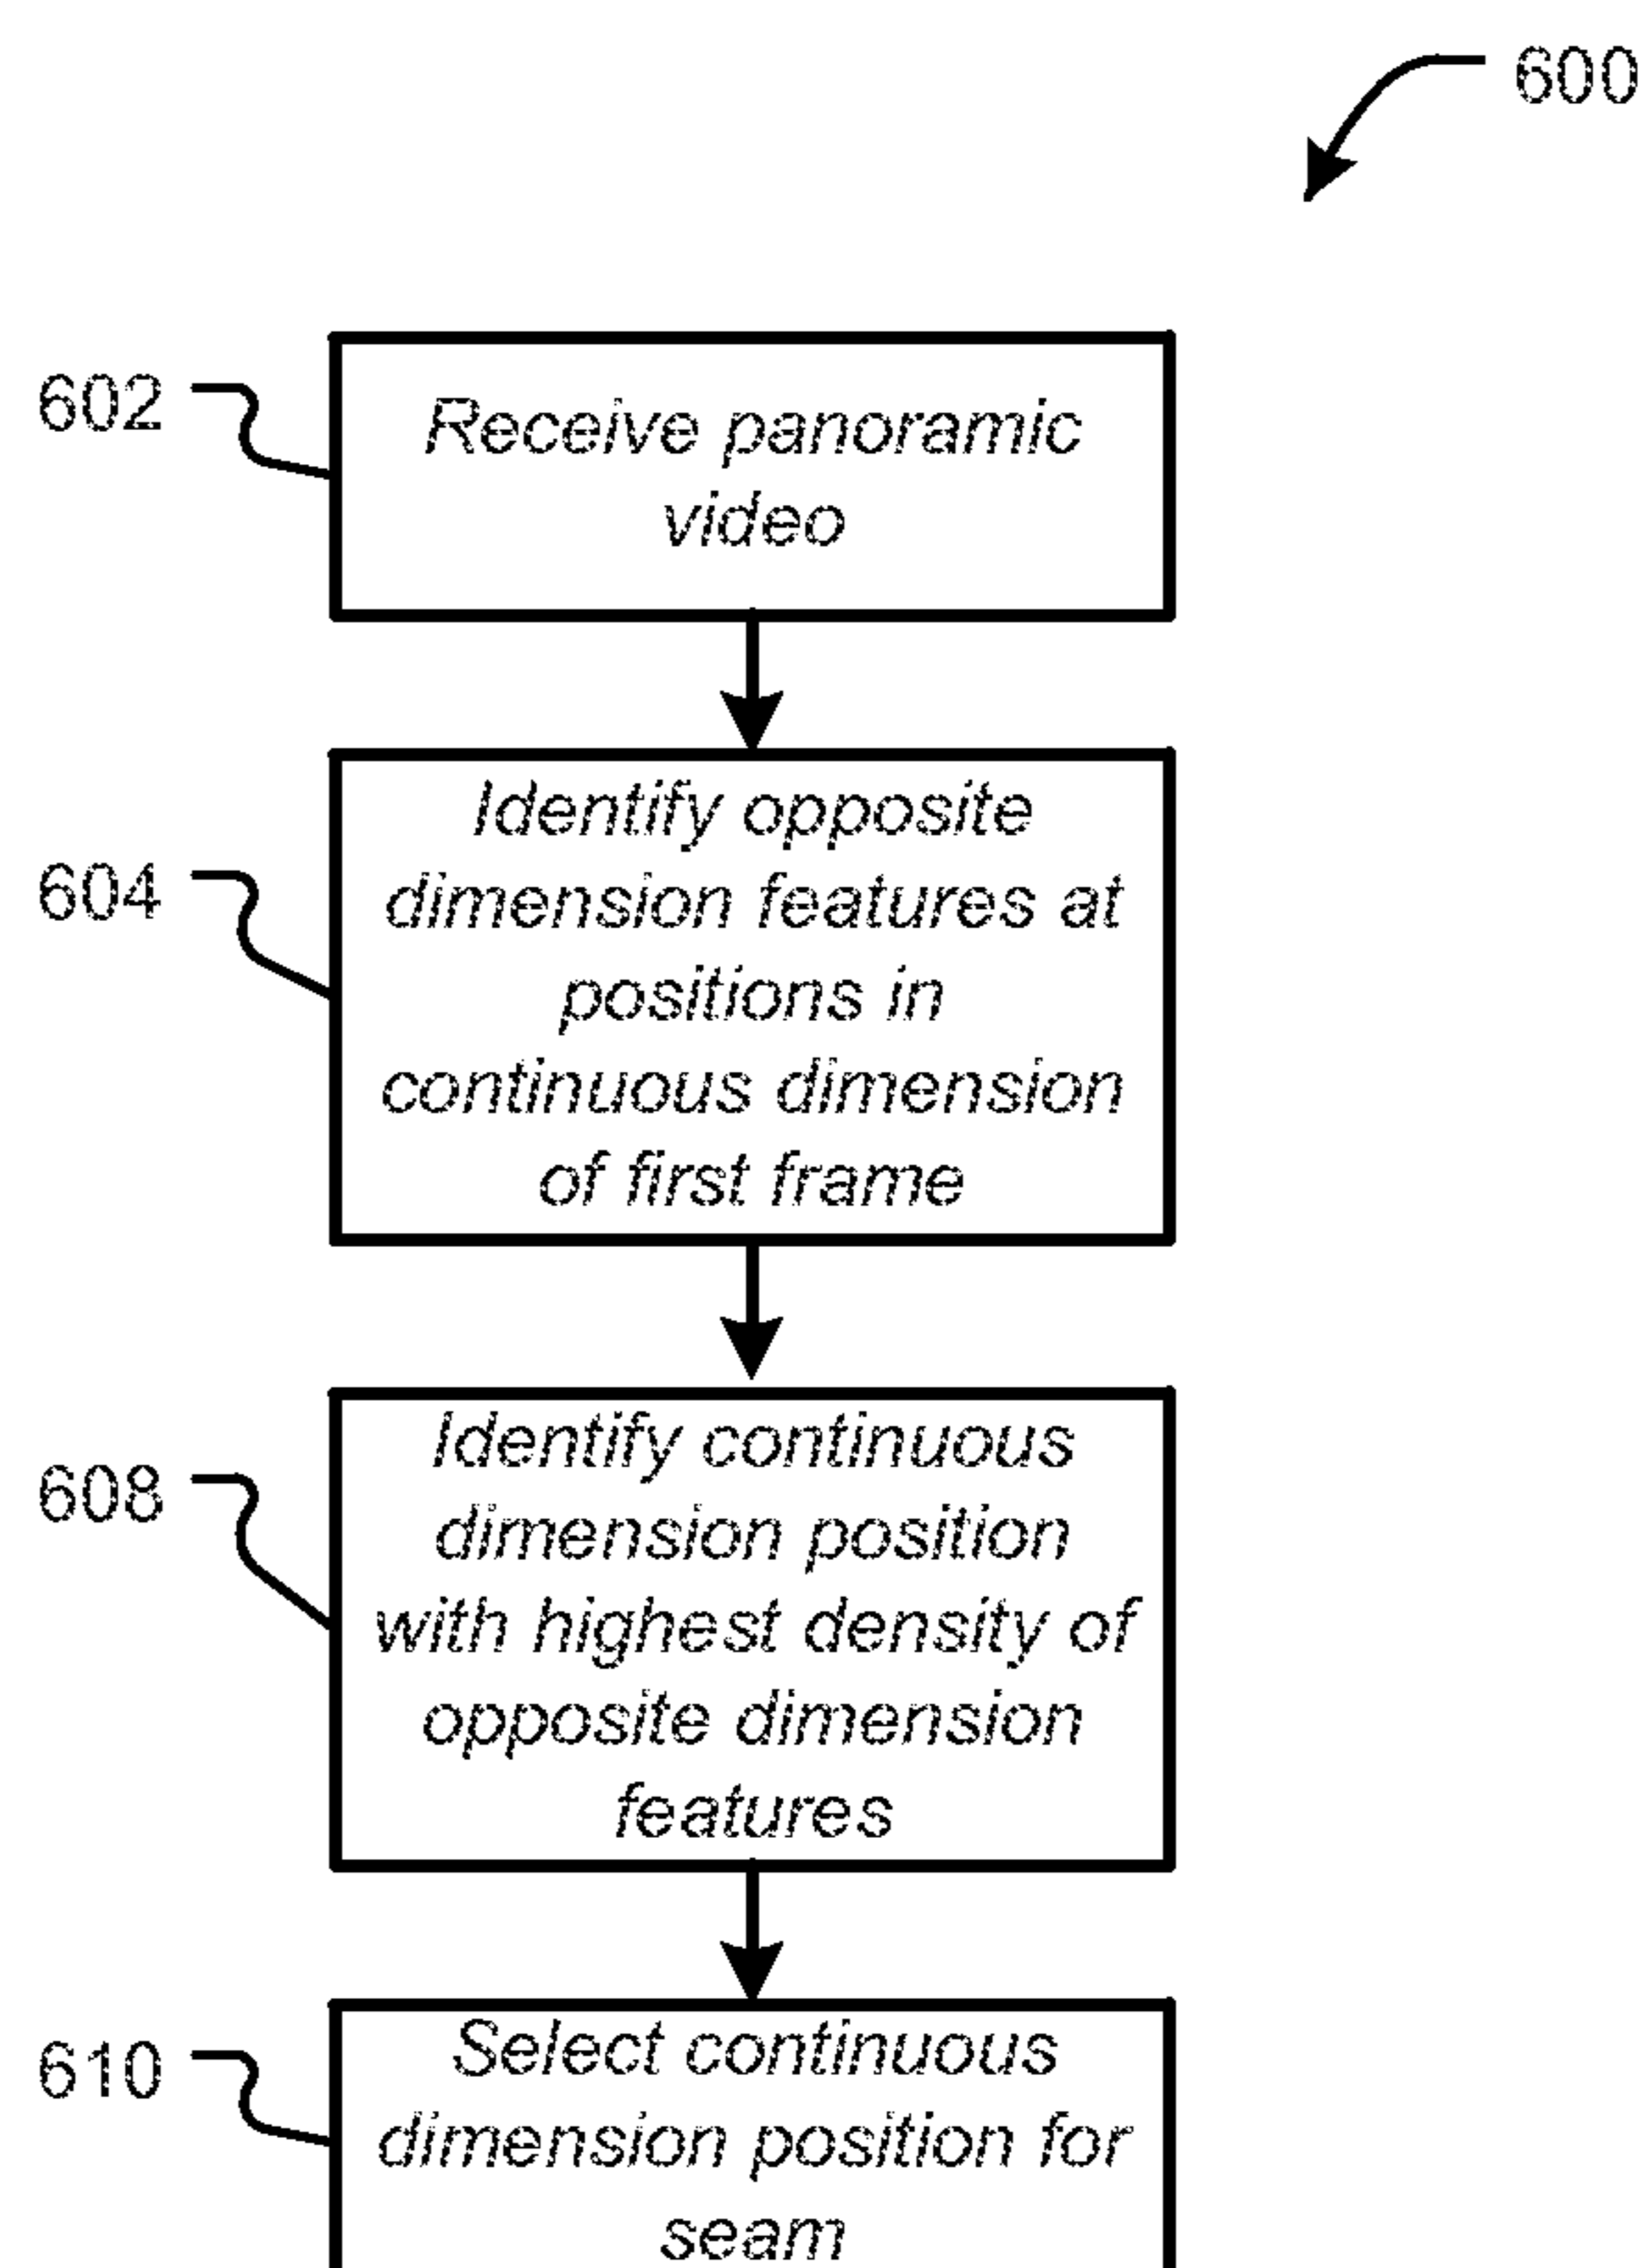 600
602
Receive panoramic
video
604
Identify opposite
dimension features at
positions in
continuous dimension
of first frame
608
Identify continuous
dimension position
with highest density of
opposite dimension
features
610
Select continuous
dimension position for
seam